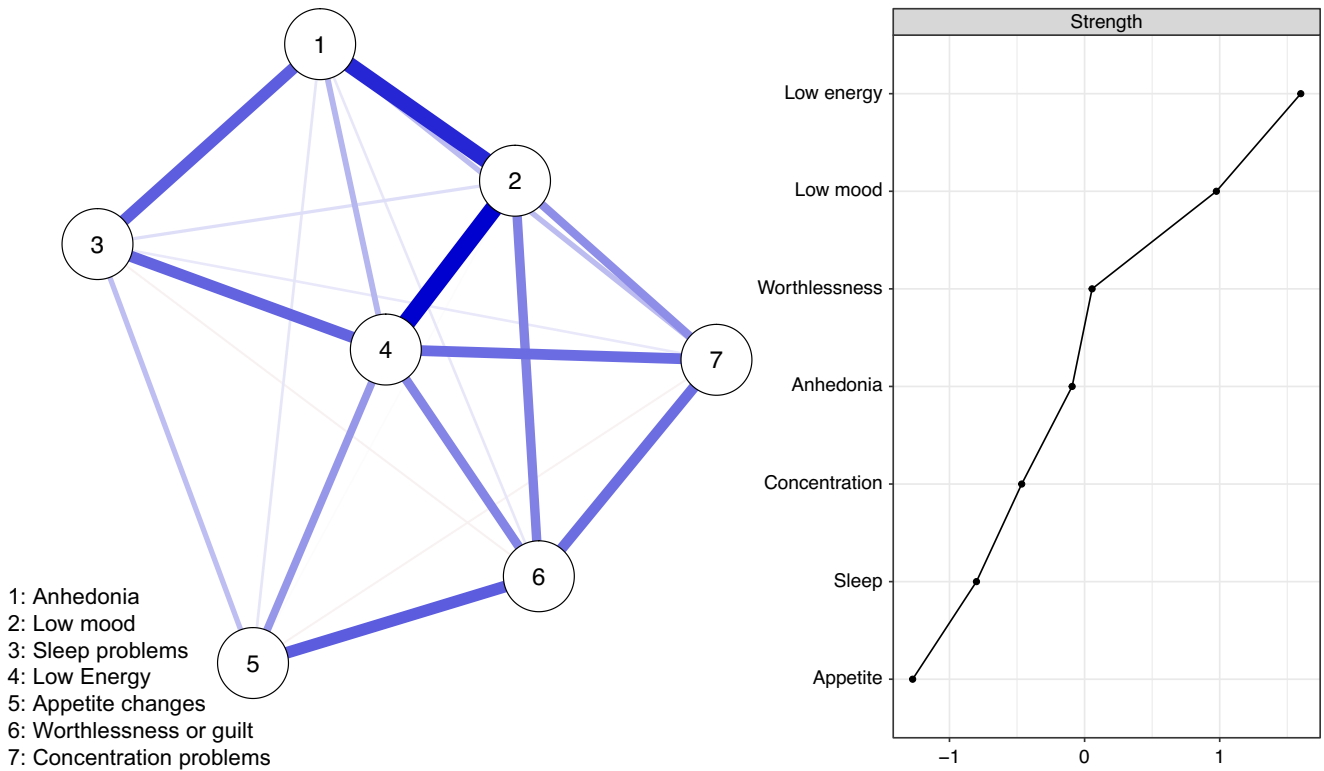 1
2
3
4
7
6
5
1: Anhedonia
2: Low mood
3: Sleep problems
4: Low Energy
5: Appetite changes
6: Worthlessness or guilt
7: Concentration problems
Strength
Low energy
Low mood
Worthlessness
Anhedonia
Concentration
Sleep
Appetite
−1 0 1